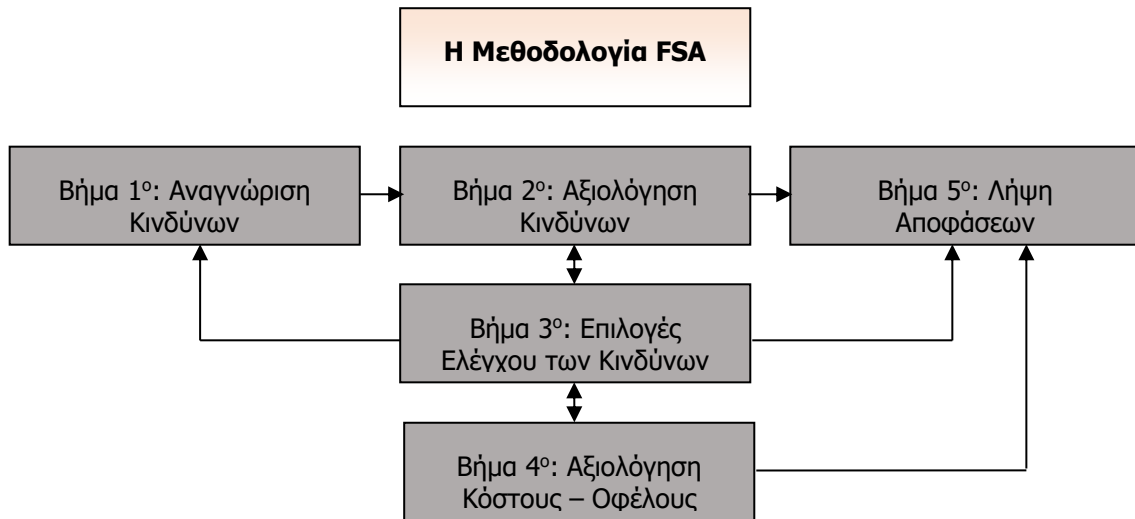 Η Μεθοδολογία FSA
Βήμα 1ο: Αναγνώριση
Κινδύνων
Βήμα 2ο: Αξιολόγηση
Κινδύνων
Βήμα 5ο: Λήψη
Αποφάσεων
Βήμα 3ο: Επιλογές
Ελέγχου των Κινδύνων
Βήμα 4ο: Αξιολόγηση
Κόστους – Οφέλους